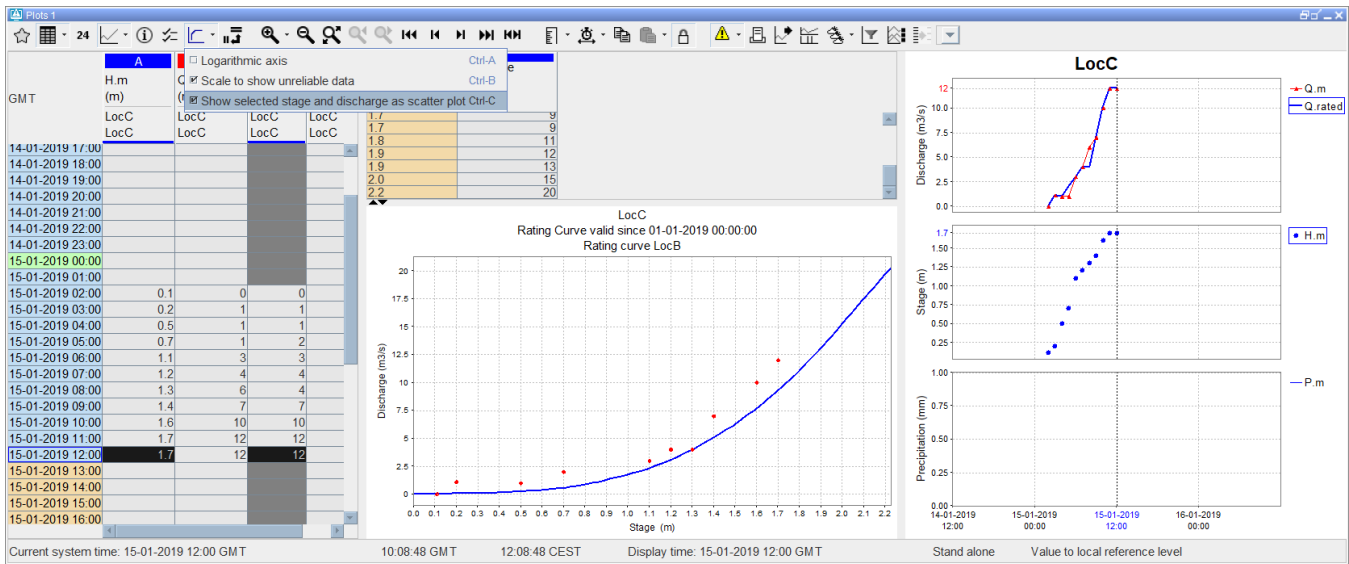 Plots 1
24
Logarithmic axis Ctrl-A
Scale to show unreliable data Ctrl-B
Show selected stage and discharge as scatter plot Ctrl-C
A
H.m
GMT (m)
LocC LocC LocC LocC
LocC LocC LocC LocC
14-01-2019 17:00
14-01-2019 18:00
14-01-2019 19:00
14-01-2019 20:00
14-01-2019 21:00
14-01-2019 22:00
14-01-2019 23:00
15-01-2019 00:00
15-01-2019 01:00
15-01-2019 02:00 0.1 0 0
15-01-2019 03:00 0.2 1 1
15-01-2019 04:00 0.5 1 1
15-01-2019 05:00 0.7 1 2
15-01-2019 06:00 1.1 3 3
15-01-2019 07:00 1.2 4 4
15-01-2019 08:00 1.3 6 4
15-01-2019 09:00 1.4 7 7
15-01-2019 10:00 1.6 10 10
15-01-2019 11:00 1.7 12 12
15-01-2019 12:00 1.7 12 12
15-01-2019 13:00
15-01-2019 14:00
15-01-2019 15:00
15-01-2019 16:00
1.7 9
1.7 9
1.8 11
1.9 12
1.9 13
2.0 15
2.2 20
LocC
Rating Curve valid since 01-01-2019 00:00:00
Rating curve LocB
Discharge (m3/s)
20
17.5
15
12.5
10
7.5
5
2.5
0
0.0 0.1 0.2 0.3 0.4 0.5 0.6 0.7 0.8 0.9 1.0 1.1 1.2 1.3 1.4 1.5 1.6 1.7 1.8 1.9 2.0 2.1 2.2
Stage (m)
LocC
Discharge (m3/s)
12
10.0
7.5
5.0
2.5
0.0
Q.m
Q.rated
Stage (m)
1.7
1.50
1.25
1.00
0.75
0.50
0.25
H.m
Precipitation (mm)
1.00
0.75
0.50
0.25
0.00
P.m
14-01-2019 15-01-2019 15-01-2019 16-01-2019
12:00 00:00 12:00 00:00
Current system time: 15-01-2019 12:00 GMT 10:08:48 GMT 12:08:48 CEST Display time: 15-01-2019 12:00 GMT Stand alone Value to local reference level